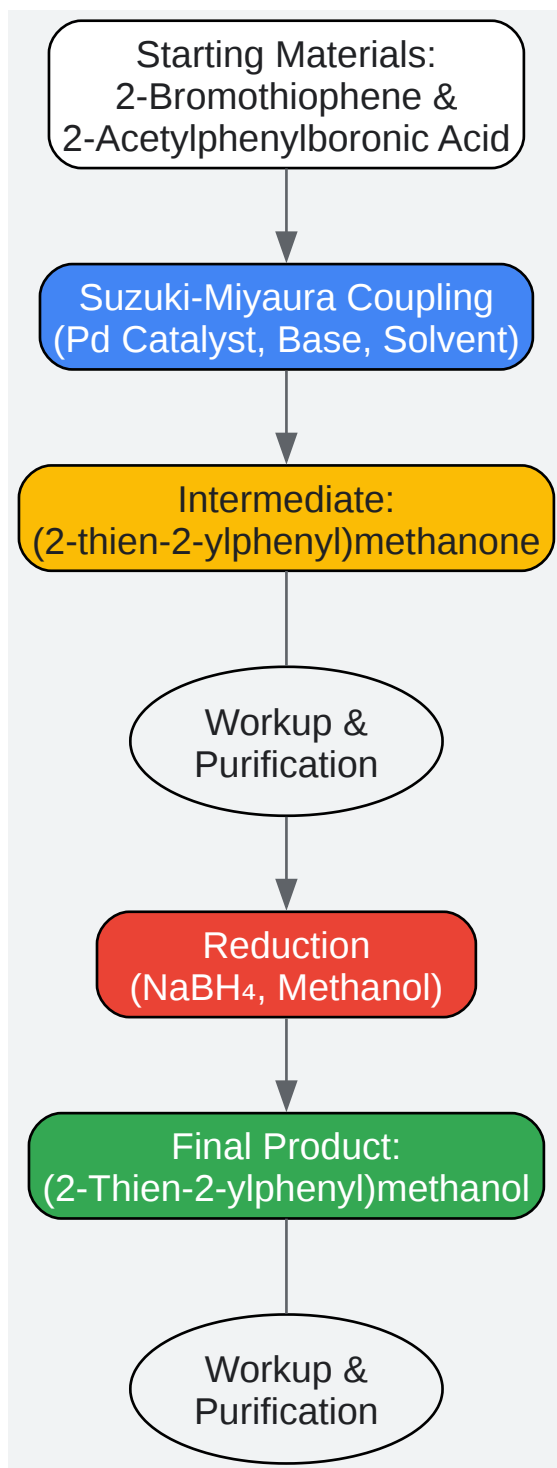 Starting Materials:
2-Bromothiophene &
2-Acetylphenylboronic Acid
Suzuki-Miyaura Coupling
(Pd Catalyst, Base, Solvent)
Intermediate:
(2-thien-2-ylphenyl)methanone
Workup &
Purification
Reduction
(NaBH₄, Methanol)
Final Product:
(2-Thien-2-ylphenyl)methanol
Workup &
Purification